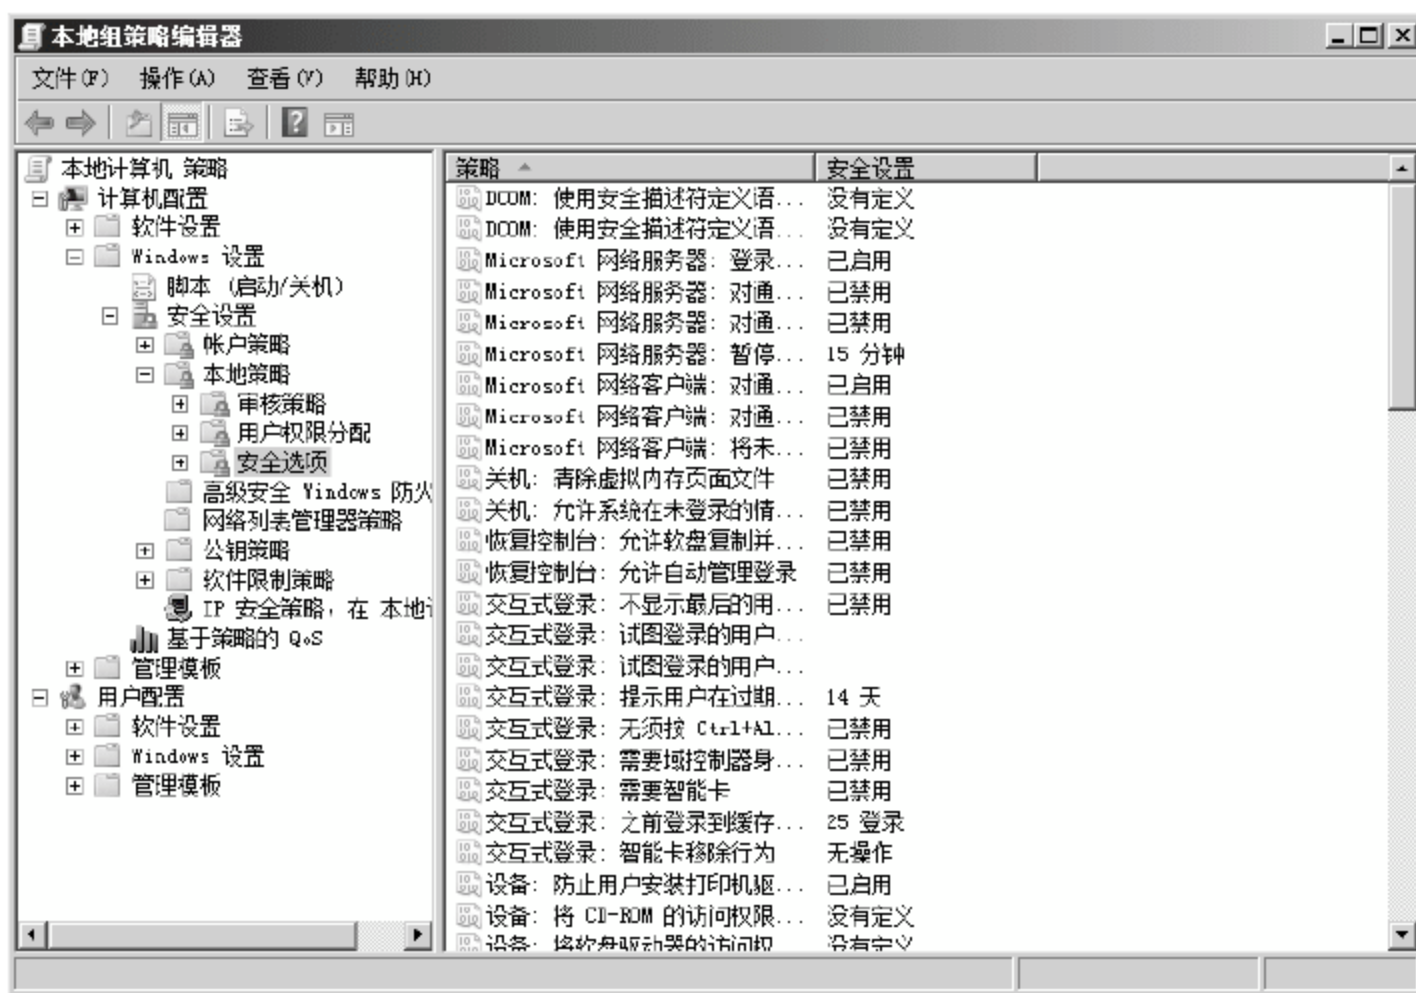 本地组策略编辑器
文件(F) 操作(A) 查看(V) 帮助(H)
本地计算机 策略
计算机配置
软件设置
Windows 设置
脚本 (启动/关机)
安全设置
帐户策略
本地策略
审核策略
用户权限分配
安全选项
高级安全 Windows 防火
网络列表管理器策略
公钥策略
软件限制策略
IP 安全策略，在 本地
基于策略的 QoS
管理模板
用户配置
软件设置
Windows 设置
管理模板
策略 安全设置
DCOM: 使用安全描述符定义语... 没有定义
DCOM: 使用安全描述符定义语... 没有定义
Microsoft 网络服务器: 登录... 已启用
Microsoft 网络服务器: 对通... 已禁用
Microsoft 网络服务器: 对通... 已禁用
Microsoft 网络服务器: 暂停... 15 分钟
Microsoft 网络客户端: 对通... 已启用
Microsoft 网络客户端: 对通... 已禁用
Microsoft 网络客户端: 将未... 已禁用
关机: 清除虚拟内存页面文件 已禁用
关机: 允许系统在未登录的情... 已禁用
恢复控制台: 允许软盘复制并... 已禁用
恢复控制台: 允许自动管理登录 已禁用
交互式登录: 不显示最后的用... 已禁用
交互式登录: 试图登录的用户...
交互式登录: 试图登录的用户...
交互式登录: 提示用户在过期... 14 天
交互式登录: 无须按 Ctrl+Al... 已禁用
交互式登录: 需要域控制器身... 已禁用
交互式登录: 需要智能卡 已禁用
交互式登录: 之前登录到缓存... 25 登录
交互式登录: 智能卡移除行为 无操作
设备: 防止用户安装打印机驱... 已启用
设备: 将 CD-ROM 的访问权限... 没有定义
设备: 将软盘驱动器的访问权... 没有定义